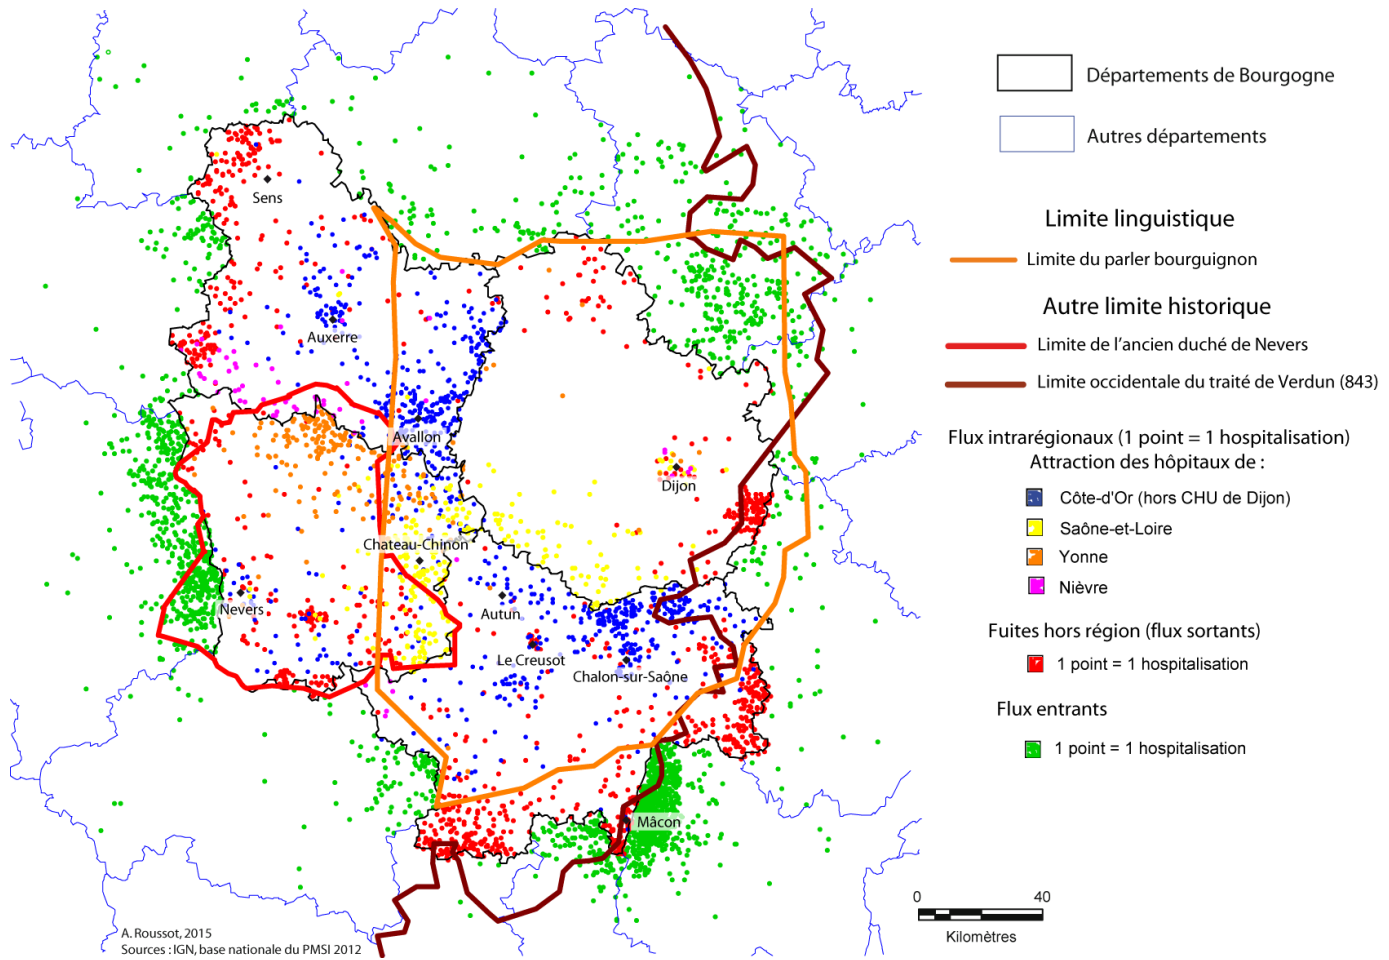 Départements de Bourgogne
Autres départements
Limite linguistique
Limite du parler bourguignon
Autre limite historique
Limite de l'ancien duché de Nevers
Limite occidentale du traité de Verdun (843)
Flux intrarégionaux (1 point = 1 hospitalisation)
Attraction des hôpitaux de :
Côte-d'Or (hors CHU de Dijon)
Saône-et-Loire
Yonne
Nièvre
Fuites hors région (flux sortants)
1 point = 1 hospitalisation
Flux entrants
1 point = 1 hospitalisation
Sens
Auxerre
Avallon
Dijon
Chateau-Chinon
Nevers
Autun
Le Creusot
Chalon-sur-Saône
Mâcon
0 40
Kilomètres
A. Roussot, 2015
Sources : IGN, base nationale du PMSI 2012